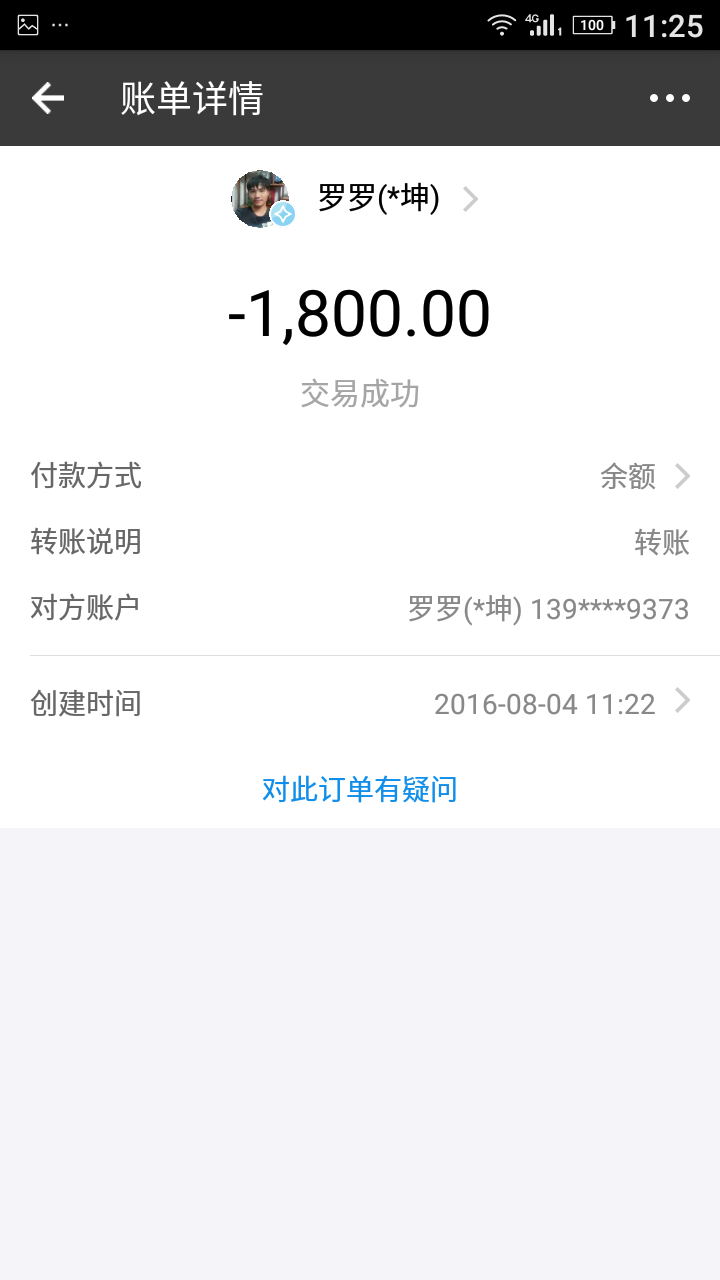 … 4G 1 100 11:25
账单详情
罗罗(*坤)
-1,800.00
交易成功
付款方式 余额
转账说明 转账
对方账户 罗罗(*坤) 139****9373
创建时间 2016-08-04 11:22
对此订单有疑问